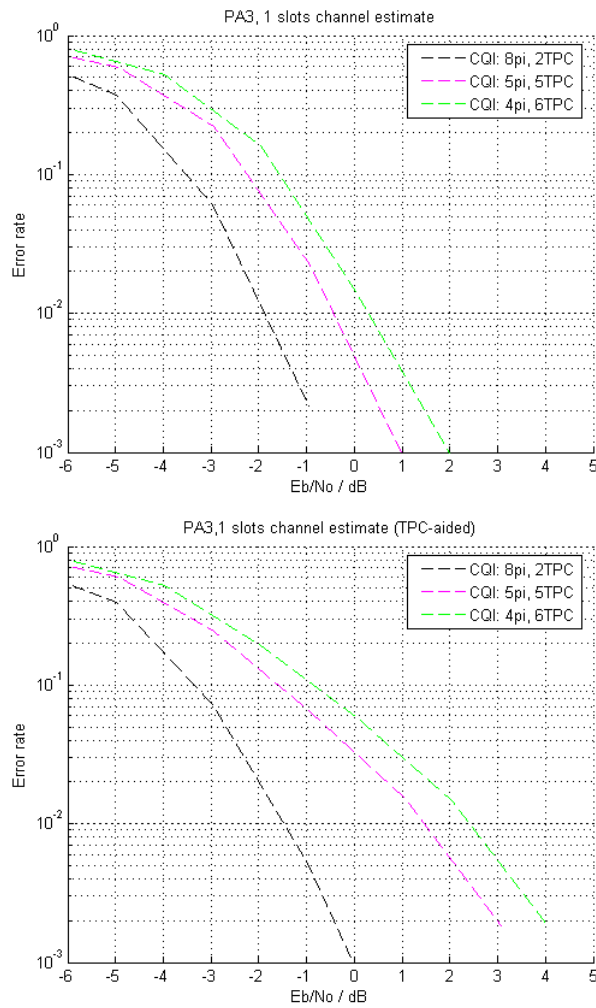 PA3, 1 slots channel estimate
10^0
10^-1
10^-2
10^-3
Error rate
CQI: 8pi, 2TPC
CQI: 5pi, 5TPC
CQI: 4pi, 6TPC
-6 -5 -4 -3 -2 -1 0 1 2 3 4 5
Eb/No / dB
PA3,1 slots channel estimate (TPC-aided)
10^0
10^-1
10^-2
10^-3
Error rate
CQI: 8pi, 2TPC
CQI: 5pi, 5TPC
CQI: 4pi, 6TPC
-6 -5 -4 -3 -2 -1 0 1 2 3 4 5
Eb/No / dB